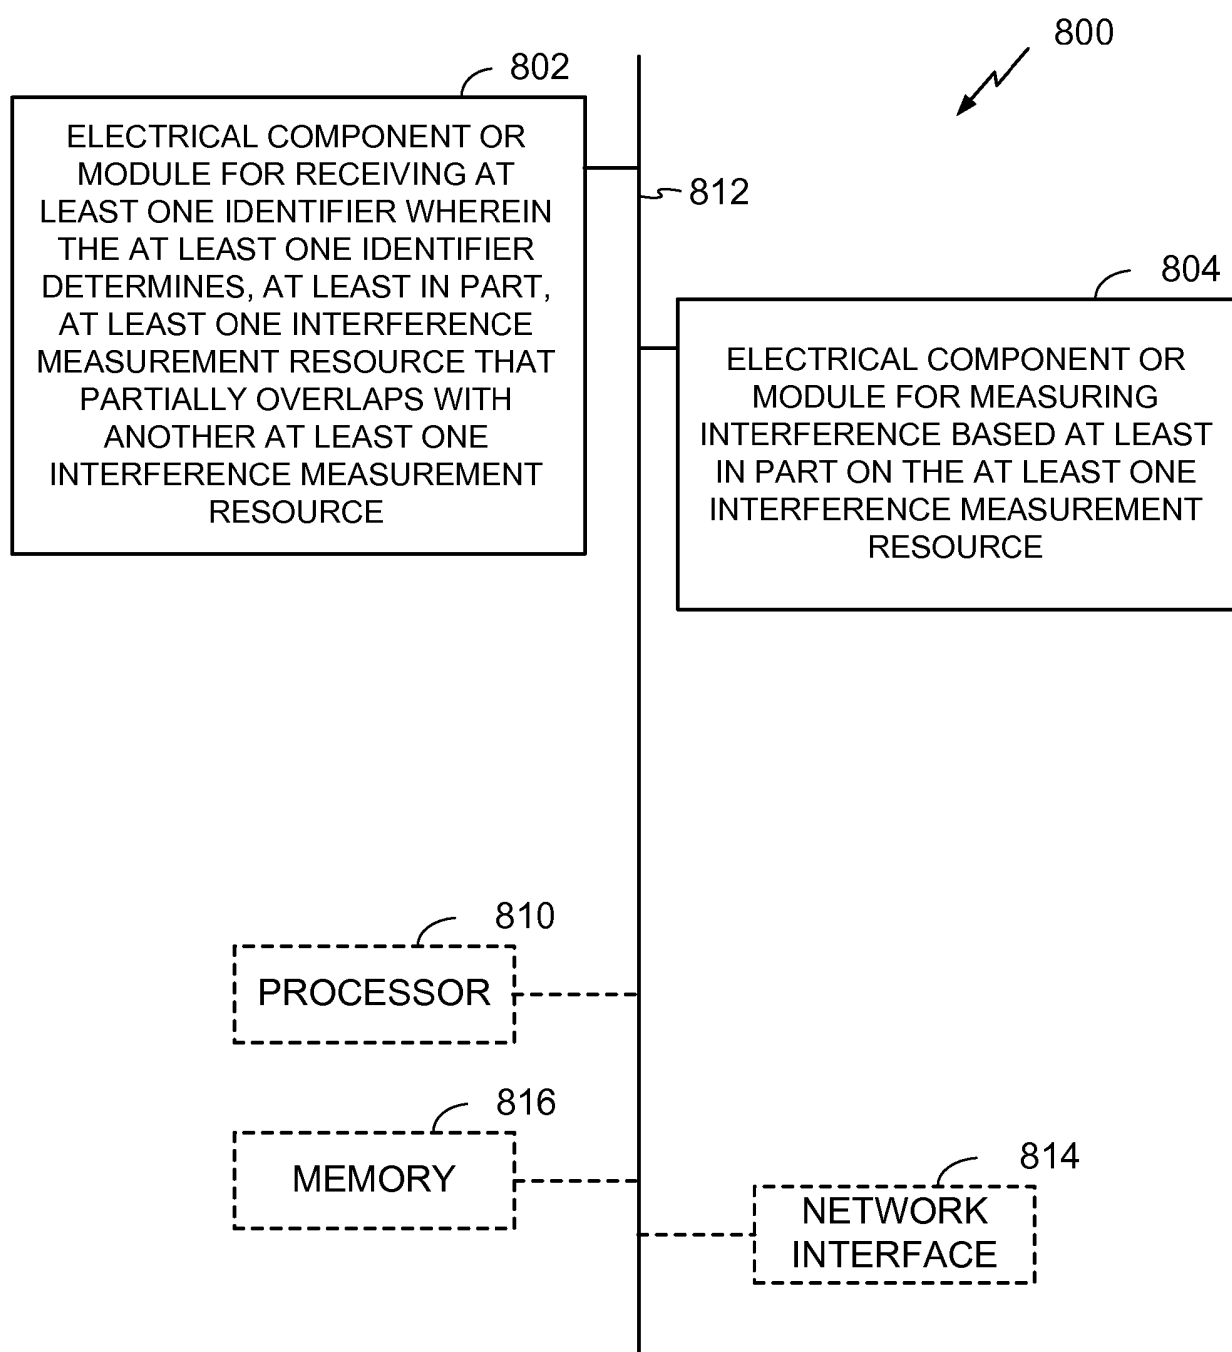 800
802
ELECTRICAL COMPONENT OR
MODULE FOR RECEIVING AT
LEAST ONE IDENTIFIER WHEREIN
THE AT LEAST ONE IDENTIFIER
DETERMINES, AT LEAST IN PART,
AT LEAST ONE INTERFERENCE
MEASUREMENT RESOURCE THAT
PARTIALLY OVERLAPS WITH
ANOTHER AT LEAST ONE
INTERFERENCE MEASUREMENT
RESOURCE
812
804
ELECTRICAL COMPONENT OR
MODULE FOR MEASURING
INTERFERENCE BASED AT LEAST
IN PART ON THE AT LEAST ONE
INTERFERENCE MEASUREMENT
RESOURCE
810
PROCESSOR
816
MEMORY
814
NETWORK
INTERFACE